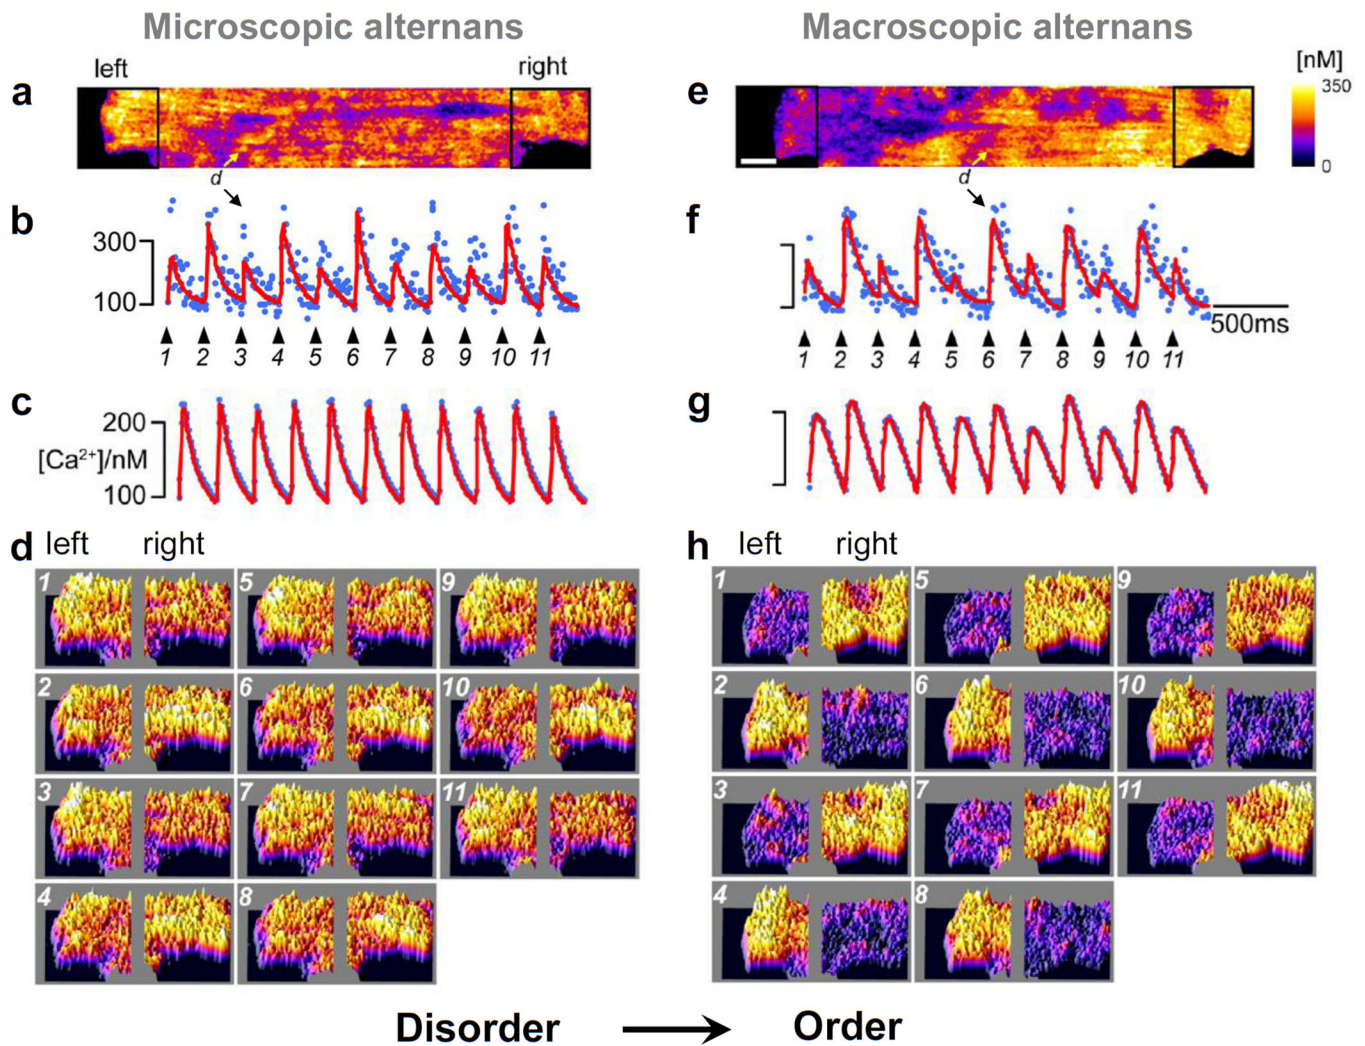 Microscopic alternans
Macroscopic alternans
left
right
[nM]
a
e
350
0
d
d
b
300
100
1 2 3 4 5 6 7 8 9 10 11
f
500ms
1 2 3 4 5 6 7 8 9 10 11
c
200
[Ca²⁺]/nM
100
g
d left right
1 5 9
2 6 10
3 7 11
4 8
h left right
1 5 9
2 6 10
3 7 11
4 8
Disorder
Order